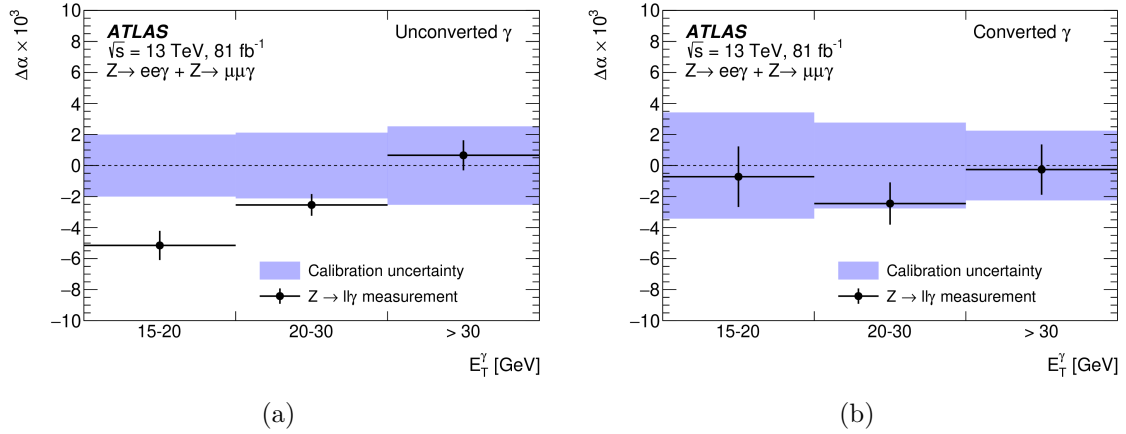 Δα × 10³
10
8
6
4
2
0
−2
−4
−6
−8
−10
ATLAS
√s = 13 TeV, 81 fb⁻¹
Z→ eeγ + Z→ μμγ
Unconverted γ
Calibration uncertainty
Z → llγ measurement
15-20
20-30
> 30
E_T^γ [GeV]
(a)
Δα × 10³
10
8
6
4
2
0
−2
−4
−6
−8
−10
ATLAS
√s = 13 TeV, 81 fb⁻¹
Z→ eeγ + Z→ μμγ
Converted γ
Calibration uncertainty
Z → llγ measurement
15-20
20-30
> 30
E_T^γ [GeV]
(b)